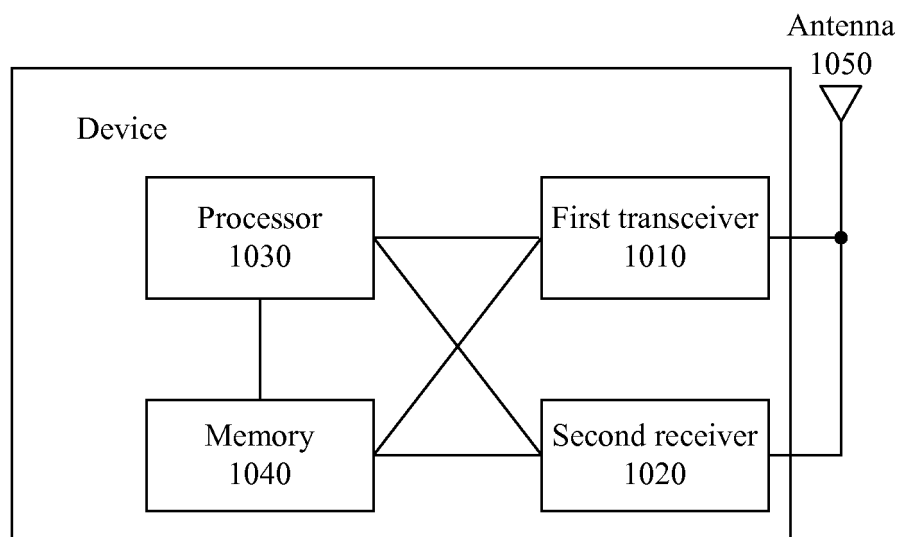 Antenna
1050
Device
Processor
1030
First transceiver
1010
Memory
1040
Second receiver
1020